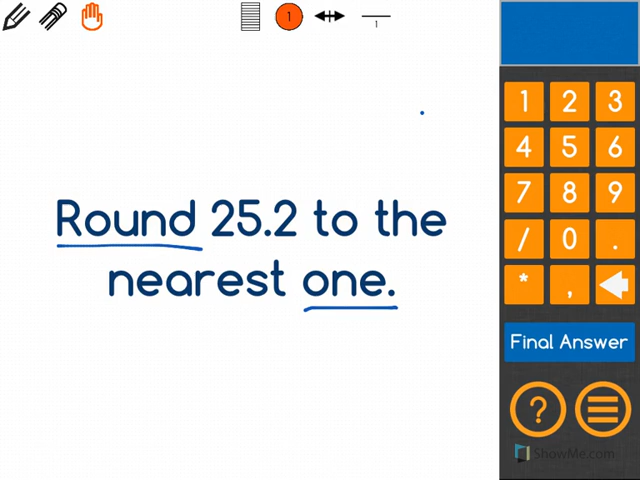 1
1
Round 25.2 to the
nearest one.
1 2 3
4 5 6
7 8 9
/ 0 .
* ,
Final Answer
?
ShowMe.com